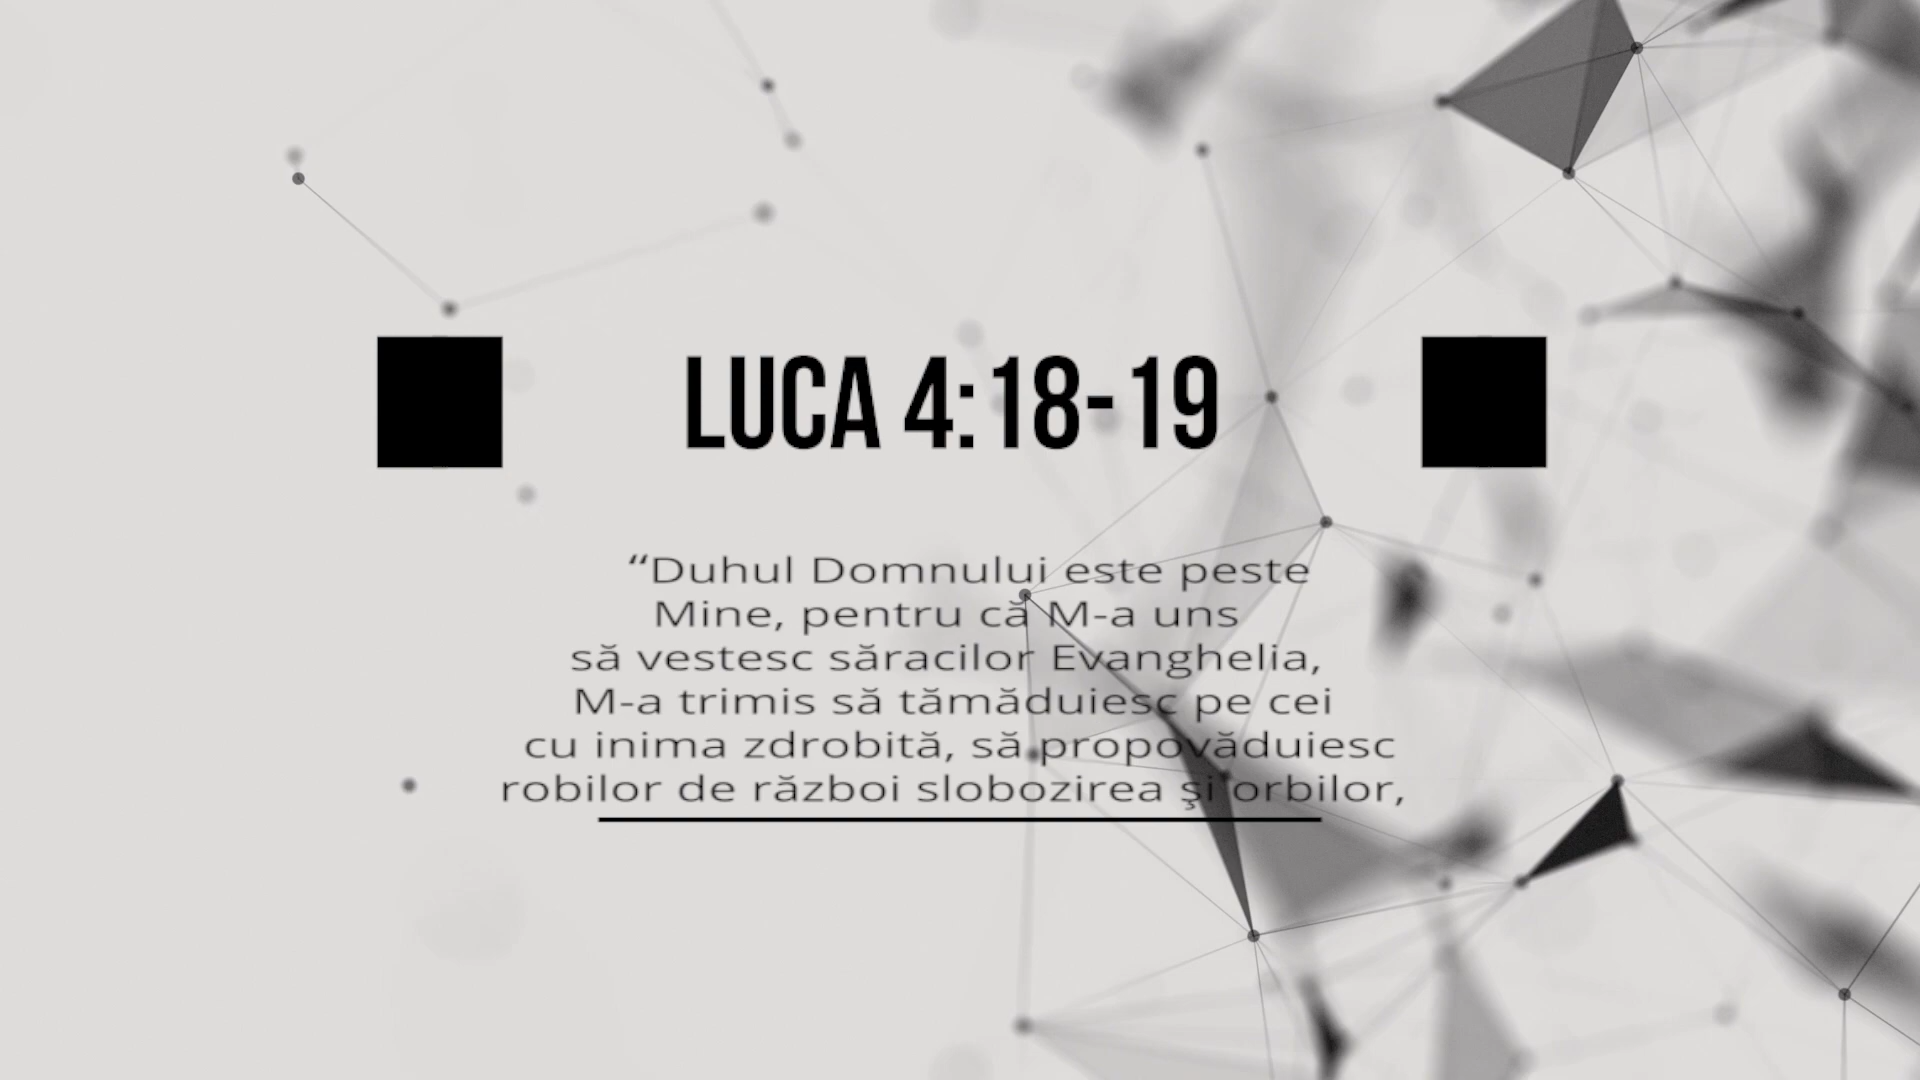 LUCA 4:18-19
“Duhul Domnului este peste
Mine, pentru că M-a uns
să vestesc săracilor Evanghelia,
M-a trimis să tămăduiesc pe cei
cu inima zdrobită, să propovăduiesc
robilor de război slobozirea şi orbilor,